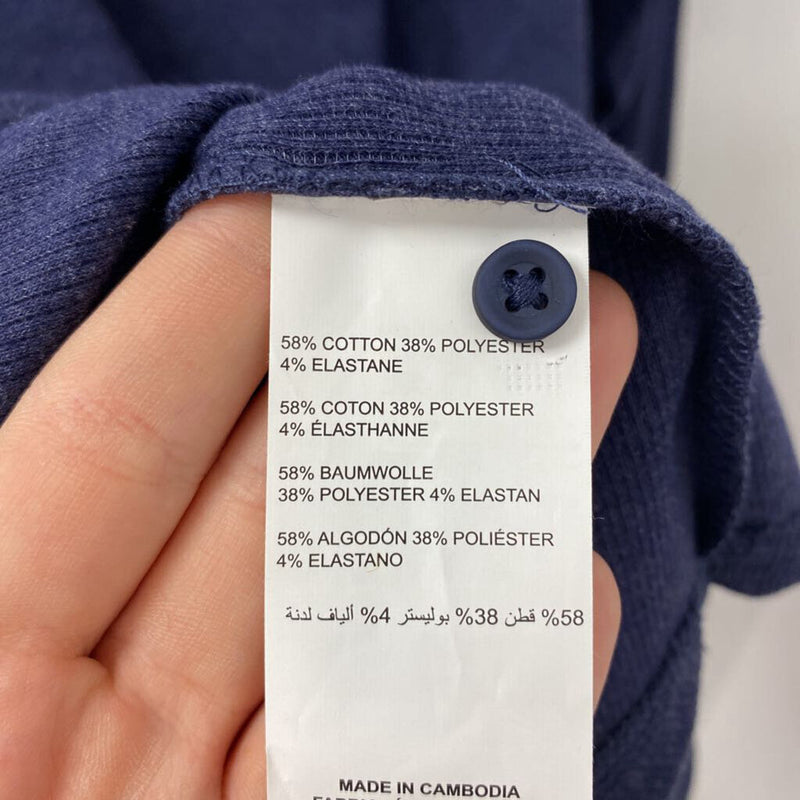 58% COTTON 38% POLYESTER
4% ELASTANE
58% COTON 38% POLYESTER
4% ÉLASTHANNE
58% BAUMWOLLE
38% POLYESTER 4% ELASTAN
58% ALGODÓN 38% POLIÉSTER
4% ELASTANO
58% قطن 38% بوليستر 4% ألياف لدنة
MADE IN CAMBODIA